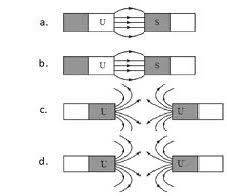 a. U S
b. U S
c. U U
d. U U